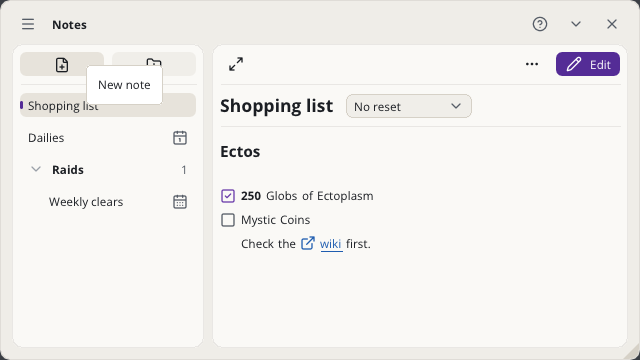 Notes
New note
Shopping list
Dailies
Raids 1
Weekly clears
Edit
Shopping list No reset
Ectos
250 Globs of Ectoplasm
Mystic Coins
Check the wiki first.